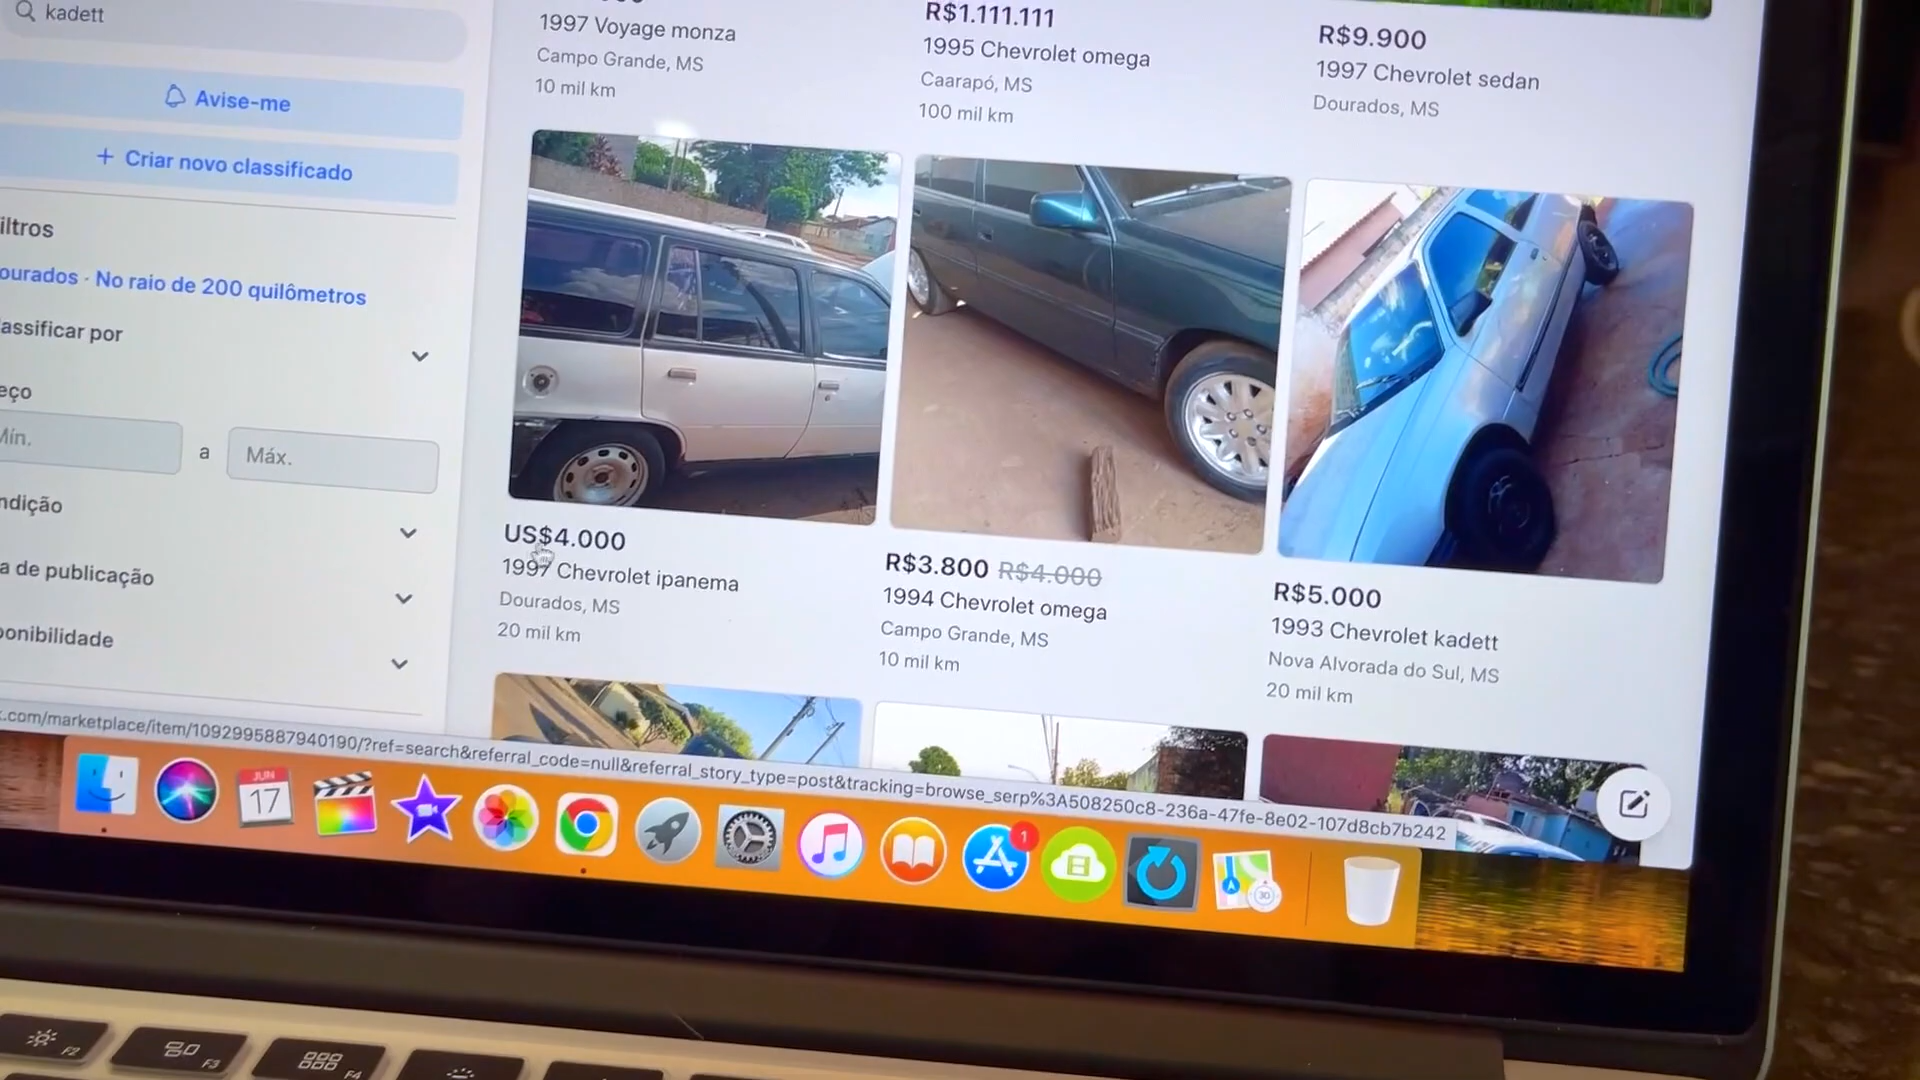 kadett
Avise-me
+ Criar novo classificado
iltros
ourados · No raio de 200 quilômetros
assificar por
eço
Mín.
a
Máx.
ndição
a de publicação
ponibilidade
1997 Voyage monza
Campo Grande, MS
10 mil km
R$1.111.111
1995 Chevrolet omega
Caarapó, MS
100 mil km
R$9.900
1997 Chevrolet sedan
Dourados, MS
US$4.000
1997 Chevrolet ipanema
Dourados, MS
20 mil km
R$3.800 R$4.000
1994 Chevrolet omega
Campo Grande, MS
10 mil km
R$5.000
1993 Chevrolet kadett
Nova Alvorada do Sul, MS
20 mil km
.com/marketplace/item/1092995887940190/?ref=search&referral_code=null&referral_story_type=post&tracking=browse_serp%3A508250c8-236a-47fe-8e02-107d8cb7b242
JUN
17
1
30
F2
F3
F4